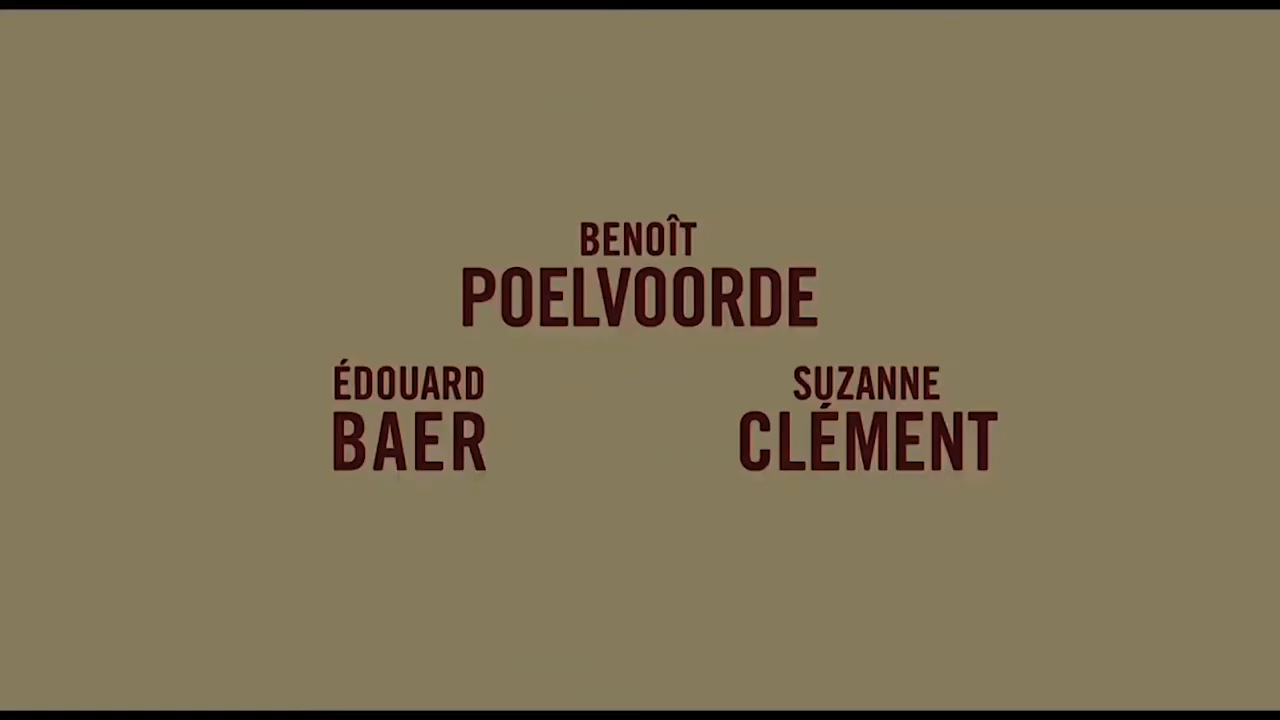 BENOÎT
POELVOORDE
ÉDOUARD
BAER
SUZANNE
CLÉMENT